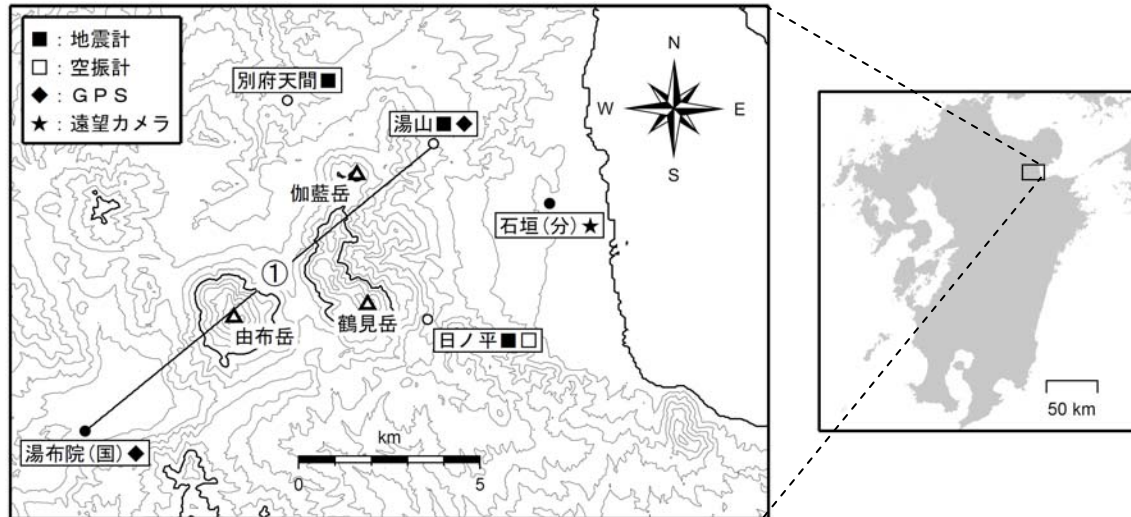 ■：地震計
□：空振計
◆：ＧＰＳ
★：遠望カメラ
別府天間■
湯山■◆
伽藍岳
石垣(分)★
①
由布岳
鶴見岳
日ノ平■□
湯布院(国)◆
km
0 5
N
W E
S
50 km